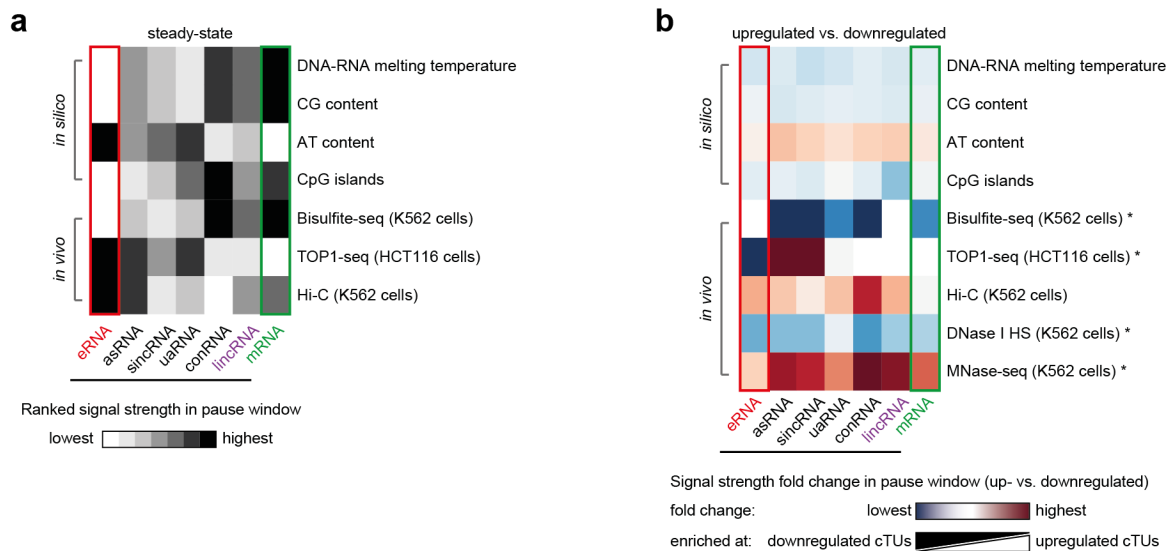 a
steady-state
in silico
in vivo
DNA-RNA melting temperature
CG content
AT content
CpG islands
Bisulfite-seq (K562 cells)
TOP1-seq (HCT116 cells)
Hi-C (K562 cells)
eRNA
asRNA
sincRNA
uaRNA
conRNA
lincRNA
mRNA
Ranked signal strength in pause window
lowest highest
b
upregulated vs. downregulated
in silico
in vivo
DNA-RNA melting temperature
CG content
AT content
CpG islands
Bisulfite-seq (K562 cells) *
TOP1-seq (HCT116 cells) *
Hi-C (K562 cells)
DNase I HS (K562 cells) *
MNase-seq (K562 cells) *
eRNA
asRNA
sincRNA
uaRNA
conRNA
lincRNA
mRNA
Signal strength fold change in pause window (up- vs. downregulated)
fold change: lowest highest
enriched at: downregulated cTUs upregulated cTUs